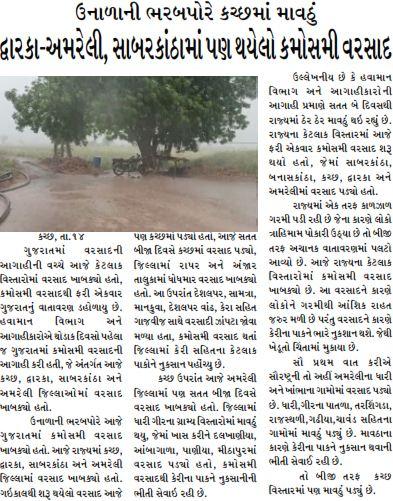 ઉનાળાની ભરબપોરે કચ્છમાં માવઠું
દ્વારકા-અમરેલી, સાબરકાંઠામાં પણ થયેલો કમોસમી વરસાદ
કચ્છ, તા.૧૪
ગુજરાતમાં વરસાદની
આગાહીની વચ્ચે આજે કેટલાક
વિસ્તારોમાં વરસાદ ખાબક્યો હતો,
કમોસમી વરસાદથી ફરી એકવાર
ગુજરાતનું વાતાવરણ ડહોળાયુ છે.
હવામાન વિભાગ અને
આગાહીકારોએ થોડાક દિવસો પહેલા
જ ગુજરાતમાં કમોસમી વરસાદની
આગાહી કરી હતી, જે અંતર્ગત આજે
કચ્છ, દ્વારકા, સાબરકાંઠા અને
અમરેલી જિલ્લાઓમાં વરસાદ
ખાબક્યો હતો.
ઉનાળાની ભરબપોરે આજે
ગુજરાતમાં કમોસમી વરસાદ
ખાબક્યો હતો. આજે રાજ્યમાં કચ્છ,
દ્વારકા, સાબરકાંઠા અને અમરેલી
જિલ્લામાં વરસાદ ખાબક્યો હતો.
ગઇકાલથી શરૂ થયેલો વરસાદ આજે
પણ કચ્છમાં પડ્યો હતો, આજે સતત
બીજા દિવસે કચ્છમાં વરસાદ પડ્યો,
જિલ્લામાં રાપર અને અંજાર
તાલુકામાં ધોધમાર વરસાદ ખાબક્યો
હતો. આ ઉપરાંત દેશલપર, સામત્રા,
માનકુવા, દેશલપર વાંઢ, કેરા સહિત
ગાજવીજ સાથે વરસાદી ઝાંપટા જોવા
મળ્યા હતા, કમોસમી વરસાદ થતાં
જિલ્લામાં કેરી સહિતના કેટલાક
પાકોને નુકસાન પહોંચ્યુ છે.
કચ્છ ઉપરાંત આજે અમરેલી
જિલ્લામાં પણ સતત બીજા દિવસે
વરસાદ ખાબક્યો હતો. જિલ્લામાં
ધારી ગીરના ગ્રામ્ય વિસ્તારોમાં માવઠું
થયુ, જેમાં ખાસ કરીને દલખાણીયા,
આંબાગાળા, પાણીયા, મીઠાપુરમાં
વરસાદ પડ્યો હતો, કમોસમી
વરસાદથી કેરીના પાકને નુકસાનીની
ભીતી સેવાઈ રહી છે.
ઉલ્લેખનીય છે કે હવામાન
વિભાગ અને આગાહીકારોની
આગાહી પ્રમાણે સતત બે દિવસથી
રાજ્યમાં ઠેર ઠેર માવઠું થઇ રહ્યું છે.
રાજ્યના કેટલાક વિસ્તારમાં આજે
ફરી એકવાર કમોસમી વરસાદ શરૂ
થયો હતો, જેમાં સાબરકાંઠા,
બનાસકાંઠા, કચ્છ, દ્વારકા અને
અમરેલીમાં વરસાદ પડ્યો હતો.
રાજ્યમાં એક તરફ કાળઝાળ
ગરમી પડી રહી છે જેના કારણે લોકો
ત્રાહિમામ પોકારી ઉઠ્યા છે તો બીજી
તરફ અચાનક વાતાવરણમાં પલટો
આવ્યો છે. આજે રાજ્યના કેટલાક
વિસ્તારોમાં કમોસમી વરસાદ
ખાબક્યો છે. આ વરસાદને કારણે
લોકોને ગરમીથી આંશિક રાહત
જરુર મળી છે પરંતુ વરસાદને કારણે
કેરીના પાકને ભારે નુકશાન થશે. જેથી
ખેડૂતો ચિંતામાં મુકાયા છે.
સૌ પ્રથમ વાત કરીએ
સૌરાષ્ટ્રની તો અહીં અમરેલીના ધારી
અને ખાંભાના ગામોમાં વરસાદ પડ્યો
છે. ધારી, ગીરના પાતળા, તરશિંગડા,
રાજસ્થળી, ગઢીયા, ચાવંડ સહિતના
ગામોમાં માવઠું પડ્યું છે. માવઠાના
કારણે કેરીના પાકને નુકસાન થવાની
ભીતી સેવાઈ રહી છે.
તો બીજી તરફ કચ્છ
વિસ્તારમાં પણ માવઠું પડ્યું છે.